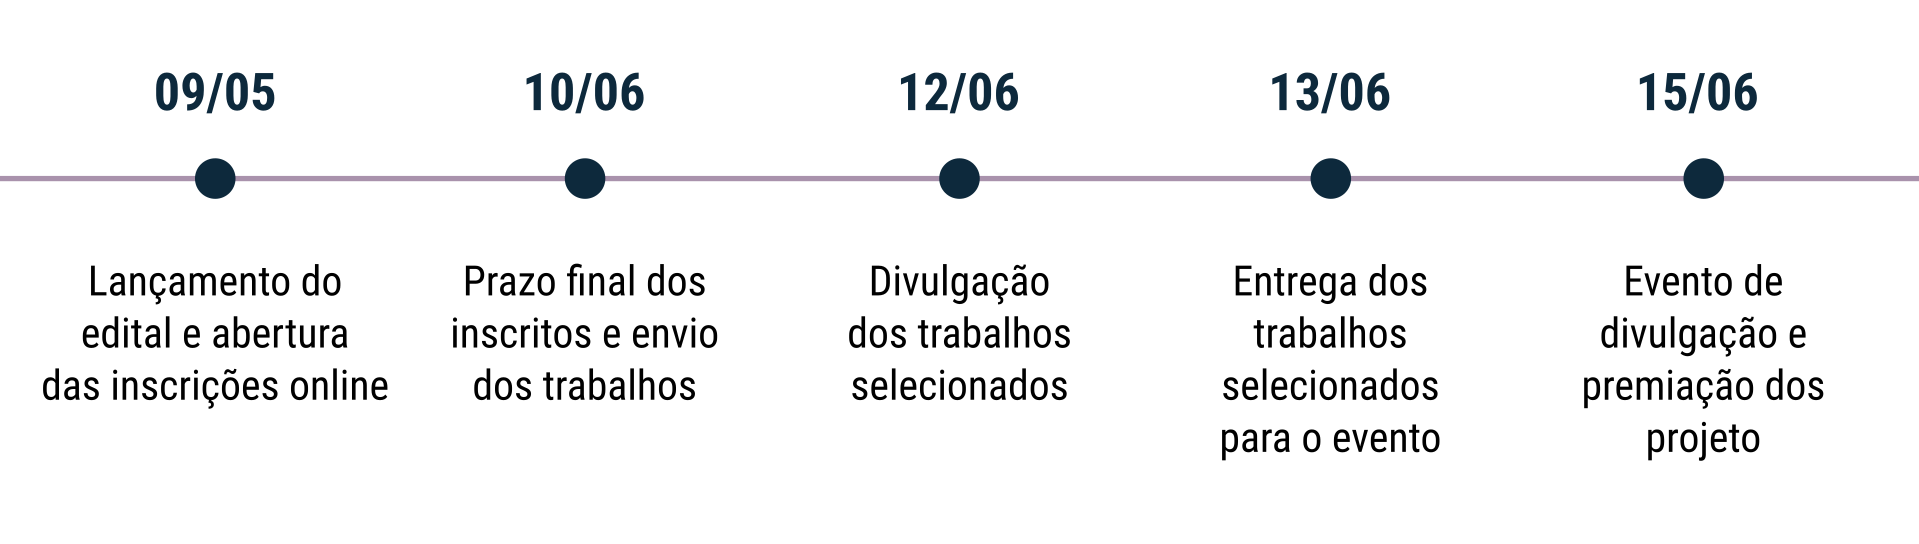 09/05
Lançamento do
edital e abertura
das inscrições online
10/06
Prazo final dos
inscritos e envio
dos trabalhos
12/06
Divulgação
dos trabalhos
selecionados
13/06
Entrega dos
trabalhos
selecionados
para o evento
15/06
Evento de
divulgação e
premiação dos
projeto